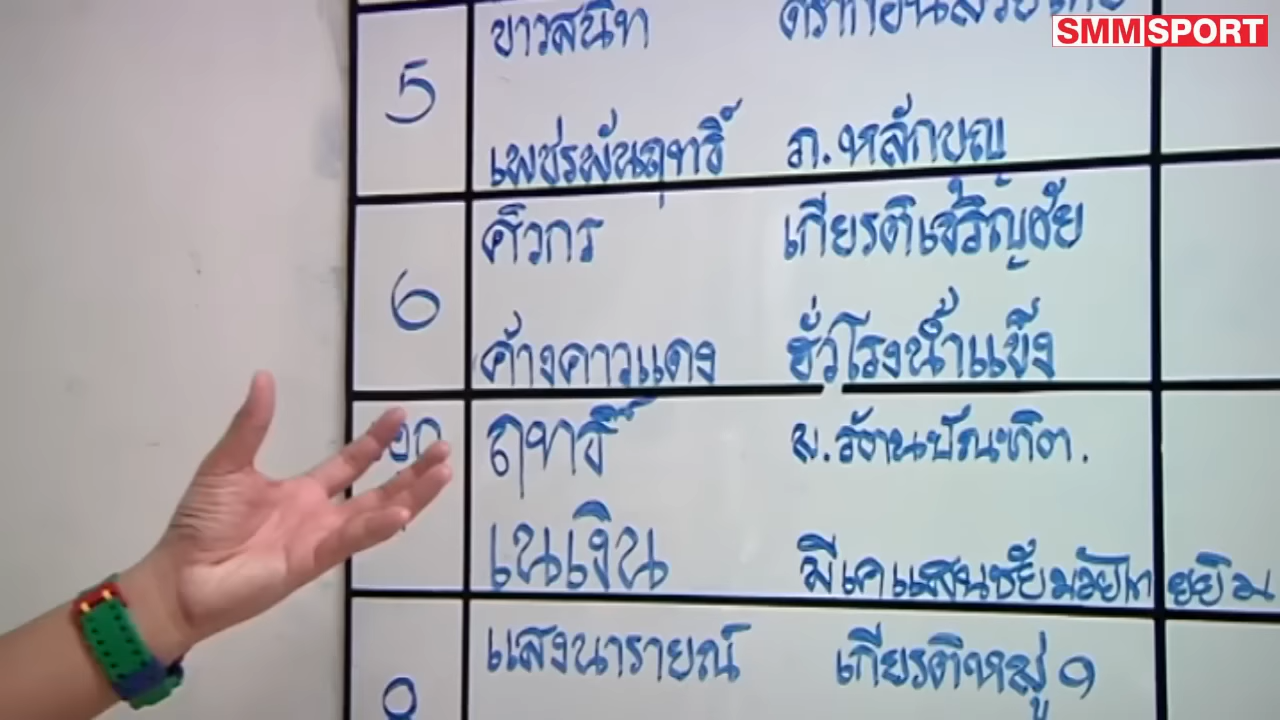 SMMSPORT
ขาวสนิท
5
เพชรพันฤทธิ์ ภ.หลักบุญ
ศิวกร เกียรติเจริญชัย
6
ค้างคาวแดง ฮั่วโรงน้ำแข็ง
ฤทธิ์ ม.รัตนบัณฑิต.
เนเงิน มีเคแสนชัยมวยไทยยิม
แสงนารายณ์ เกียรติหมู่๑